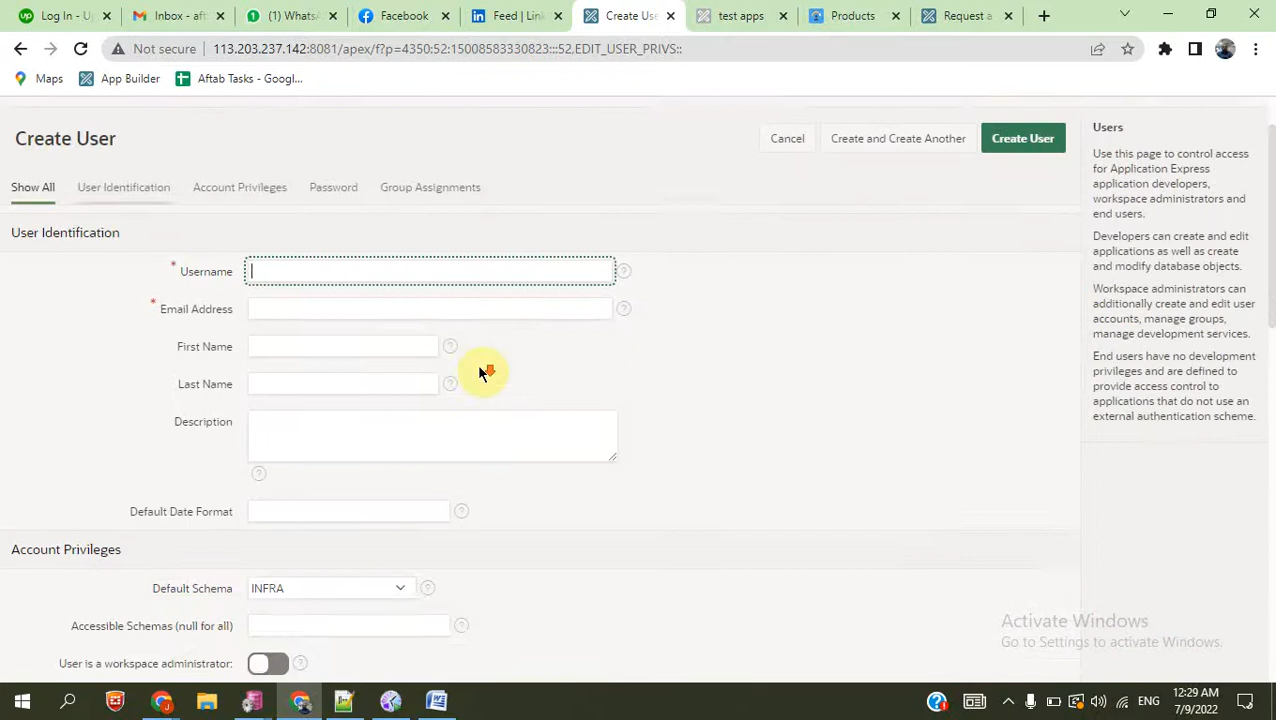 Log In - Up
Inbox - aft
(1) WhatsA
Facebook
Feed | Link
Create Use
test apps
Products
Request a
Not secure 113.203.237.142:8081/apex/f?p=4350:52:15008583330823:::52,EDIT_USER_PRIVS::
Maps App Builder Aftab Tasks - Googl...
Create User
Cancel Create and Create Another Create User
Show All User Identification Account Privileges Password Group Assignments
User Identification
* Username
* Email Address
First Name
Last Name
Description
Default Date Format
Account Privileges
Default Schema INFRA
Accessible Schemas (null for all)
User is a workspace administrator:
Users
Use this page to control access
for Application Express
application developers,
workspace administrators and
end users.
Developers can create and edit
applications as well as create
and modify database objects.
Workspace administrators can
additionally create and edit user
accounts, manage groups,
manage development services.
End users have no development
privileges and are defined to
provide access control to
applications that do not use an
external authentication scheme.
Activate Windows
Go to Settings to activate Windows.
ENG
12:29 AM
7/9/2022